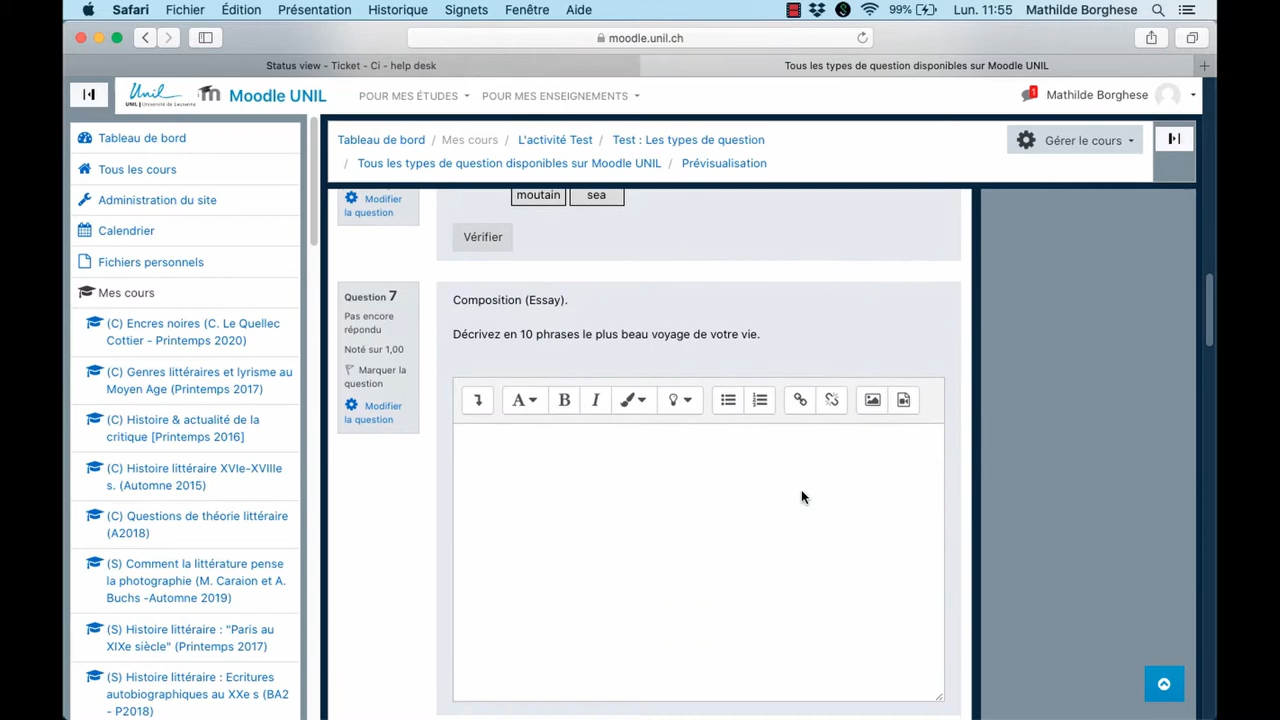 Safari Fichier Édition Présentation Historique Signets Fenêtre Aide 99% Lun. 11:55 Mathilde Borghese
moodle.unil.ch
Status view - Ticket - Ci - help desk
Tous les types de question disponibles sur Moodle UNIL
Unil
UNIL | Université de Lausanne
Moodle UNIL
POUR MES ÉTUDES
POUR MES ENSEIGNEMENTS
1
Mathilde Borghese
Tableau de bord
Tous les cours
Administration du site
Calendrier
Fichiers personnels
Mes cours
(C) Encres noires (C. Le Quellec
Cottier - Printemps 2020)
(C) Genres littéraires et lyrisme au
Moyen Age (Printemps 2017)
(C) Histoire & actualité de la
critique [Printemps 2016]
(C) Histoire littéraire XVIe-XVIIIe
s. (Automne 2015)
(C) Questions de théorie littéraire
(A2018)
(S) Comment la littérature pense
la photographie (M. Caraion et A.
Buchs -Automne 2019)
(S) Histoire littéraire : "Paris au
XIXe siècle" (Printemps 2017)
(S) Histoire littéraire : Ecritures
autobiographiques au XXe s (BA2
- P2018)
Tableau de bord / Mes cours / L'activité Test / Test : Les types de question
/ Tous les types de question disponibles sur Moodle UNIL / Prévisualisation
Gérer le cours
Modifier
la question
moutain
sea
Vérifier
Question 7
Pas encore
répondu
Noté sur 1,00
Marquer la
question
Modifier
la question
Composition (Essay).
Décrivez en 10 phrases le plus beau voyage de votre vie.
A B I